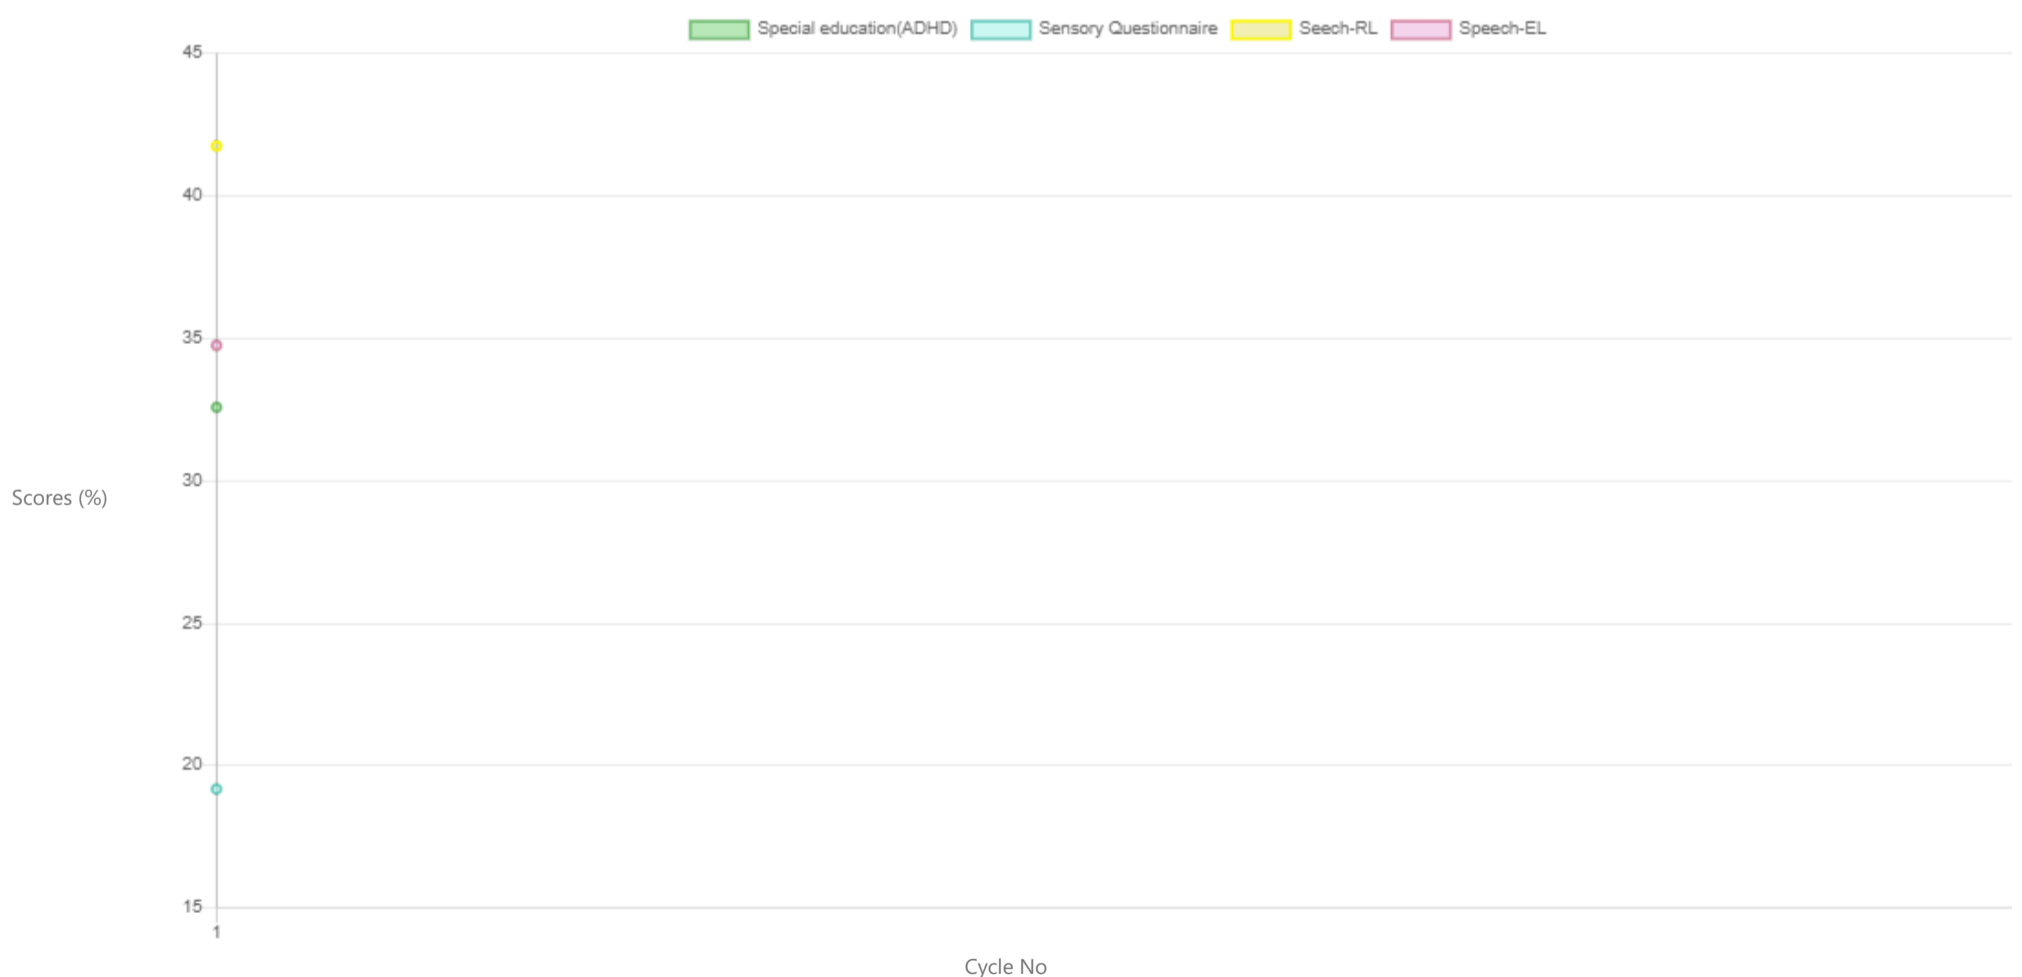 Special education(ADHD) Sensory Questionnaire Seech-RL Speech-EL
45
40
35
30
Scores (%)
25
20
15
1
Cycle No